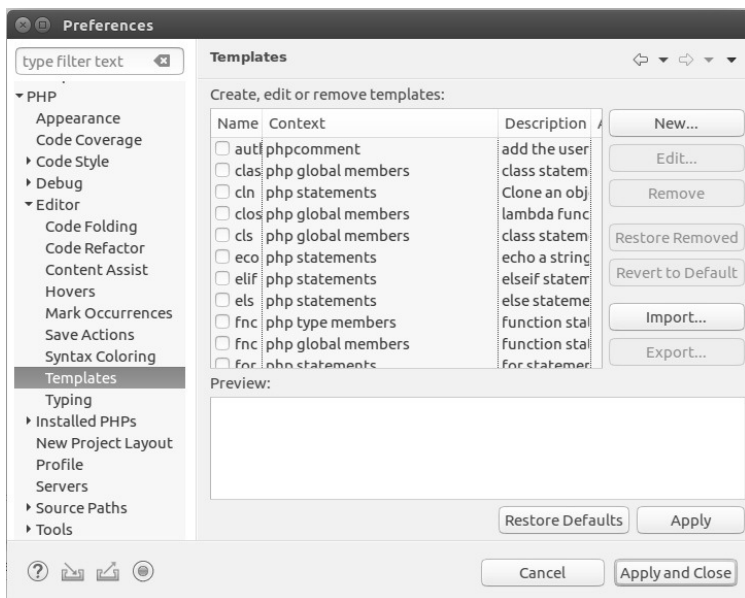 Preferences
type filter text
Templates
PHP
Appearance
Code Coverage
Code Style
Debug
Editor
Code Folding
Code Refactor
Content Assist
Hovers
Mark Occurrences
Save Actions
Syntax Coloring
Templates
Typing
Installed PHPs
New Project Layout
Profile
Servers
Source Paths
Tools
Create, edit or remove templates:
Name Context Description
aut phpcomment add the user
clas php global members class statem
cln php statements Clone an obj
clos php global members lambda func
cls php global members class statem
eco php statements echo a string
elif php statements elseif statem
els php statements else stateme
fnc php type members function stat
fnc php global members function stat
for php statements for statemen
New...
Edit...
Remove
Restore Removed
Revert to Default
Import...
Export...
Preview:
Restore Defaults Apply
Cancel Apply and Close